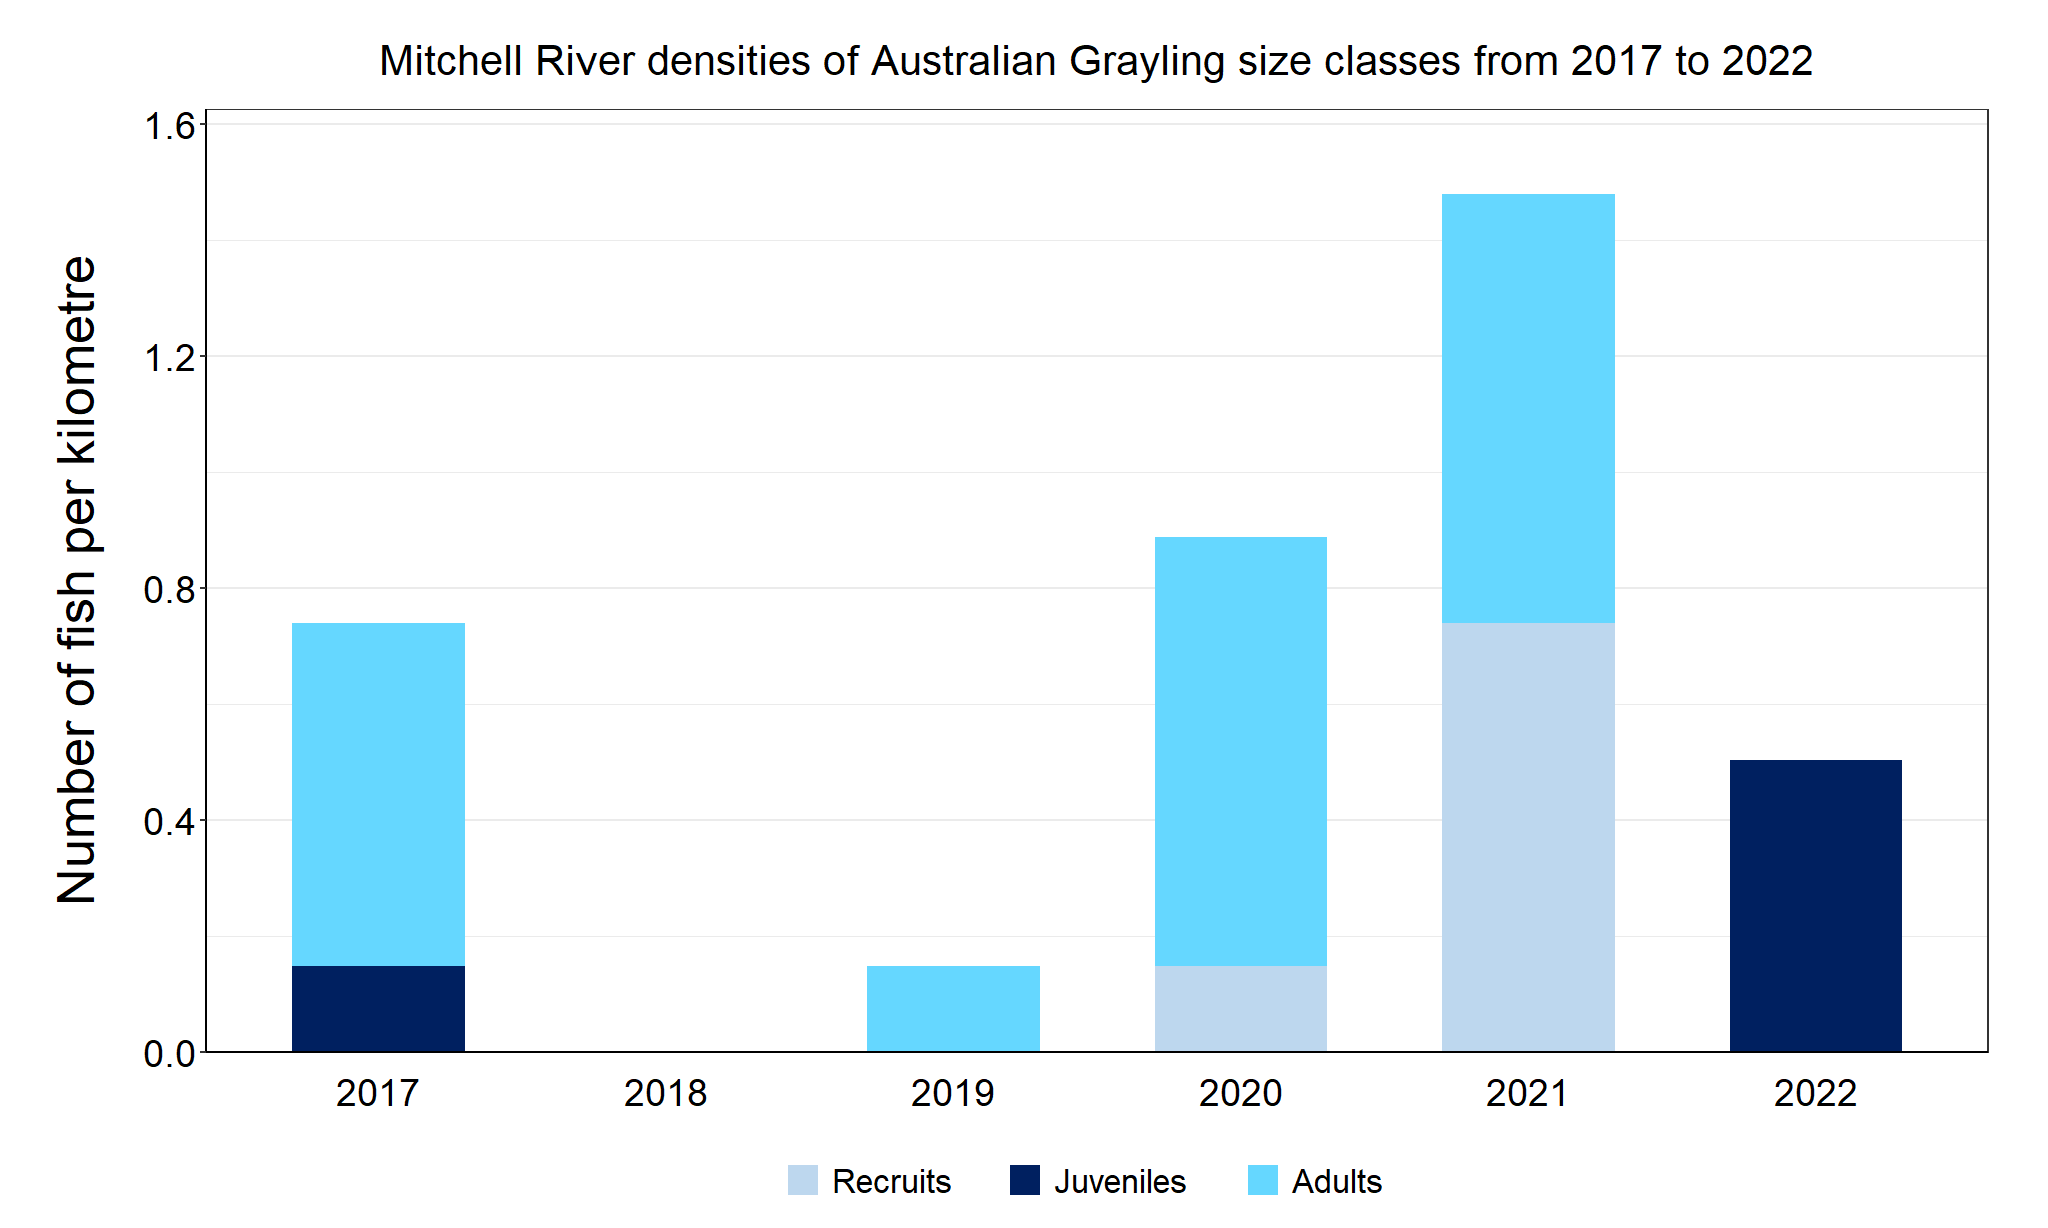 Mitchell River densities of Australian Grayling size classes from 2017 to 2022
Number of fish per kilometre
1.6
1.2
0.8
0.4
0.0
2017 2018 2019 2020 2021 2022
Recruits Juveniles Adults